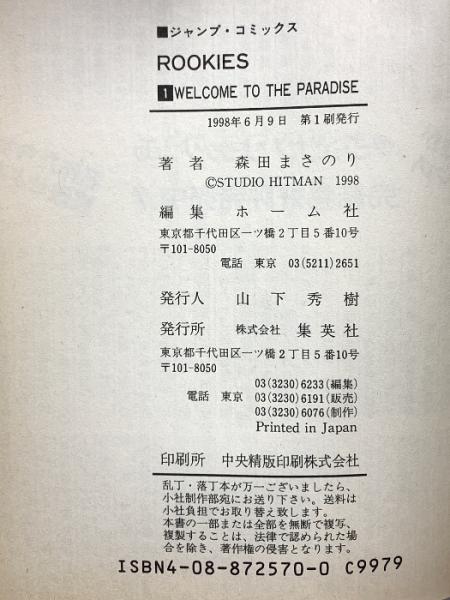 ■ジャンプ・コミックス
ROOKIES
1 WELCOME TO THE PARADISE
1998年6月9日 第1刷発行
著者 森田まさのり
©STUDIO HITMAN 1998
編集 ホーム社
東京都千代田区一ツ橋2丁目5番10号
〒101-8050
電話 東京 03(5211)2651
発行人 山下秀樹
発行所 株式会社 集英社
東京都千代田区一ツ橋2丁目5番10号
〒101-8050
03(3230)6233(編集)
電話 東京 03(3230)6191(販売)
03(3230)6076(制作)
Printed in Japan
印刷所 中央精版印刷株式会社
乱丁・落丁本が万一ございましたら、
小社制作部宛にお送り下さい。送料は
小社負担でお取り替え致します。
本書の一部または全部を無断で複写、
複製することは、法律で認められた場
合を除き、著作権の侵害となります。
ISBN4-08-872570-0 C9979